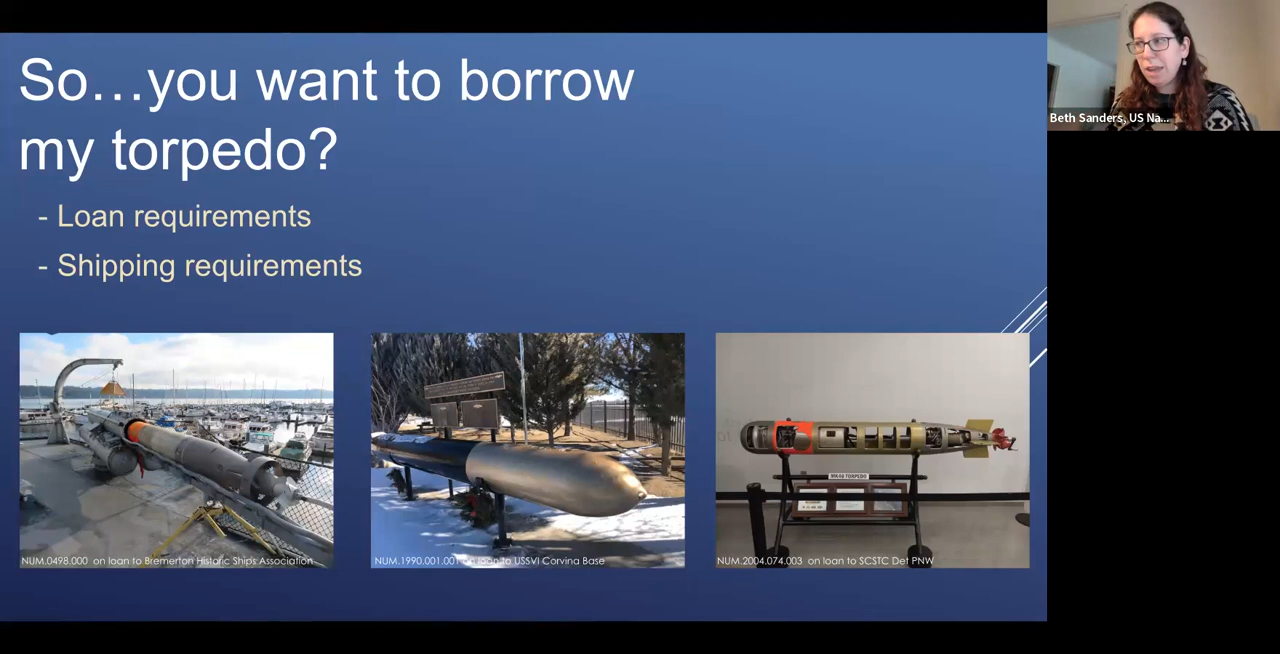 So…you want to borrow
my torpedo?
- Loan requirements
- Shipping requirements
NUM.0498.000 on loan to Bremerton Historic Ships Association
NUM.1990.001.001 on loan to USSVI Corvina Base
NUM.2004.074.003 on loan to SCSTC Det PNW
Beth Sanders, US Na...